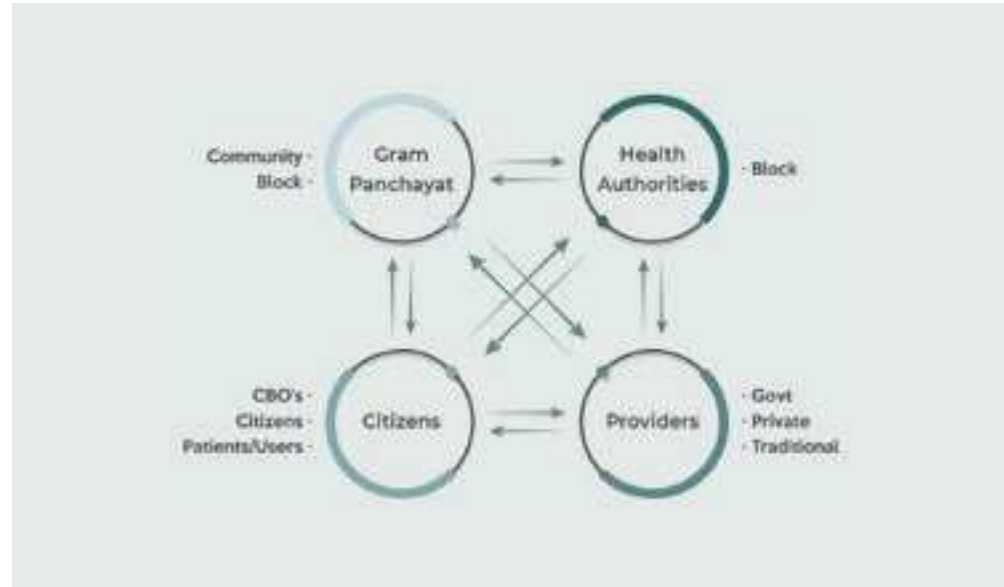 Community ·
Block ·
Gram
Panchayat
Health
Authorities
· Block
CBO's ·
Citizens ·
Patients/Users ·
Citizens
Providers
· Govt
· Private
· Traditional